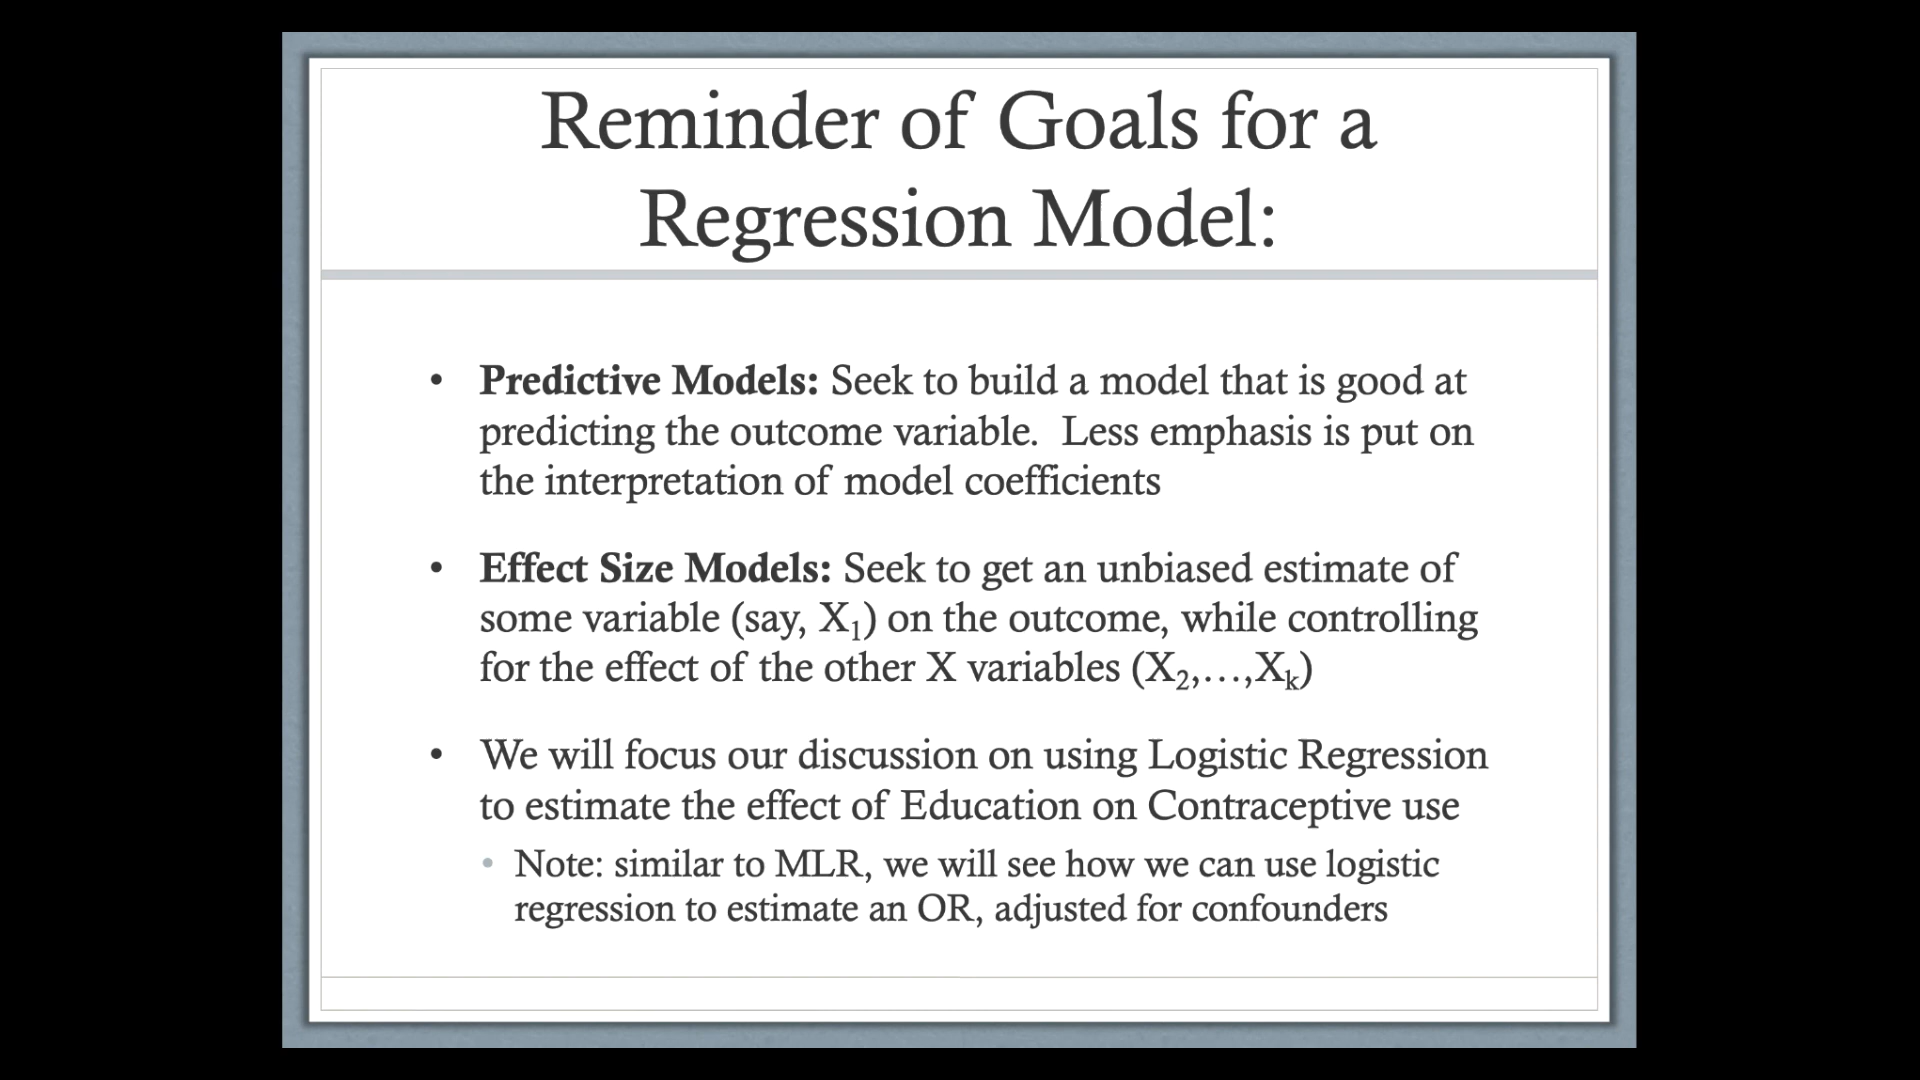 Reminder of Goals for a
Regression Model:
• Predictive Models: Seek to build a model that is good at
predicting the outcome variable.  Less emphasis is put on
the interpretation of model coefficients
• Effect Size Models: Seek to get an unbiased estimate of
some variable (say, X₁) on the outcome, while controlling
for the effect of the other X variables (X₂,…,Xₖ)
• We will focus our discussion on using Logistic Regression
to estimate the effect of Education on Contraceptive use
• Note: similar to MLR, we will see how we can use logistic
regression to estimate an OR, adjusted for confounders